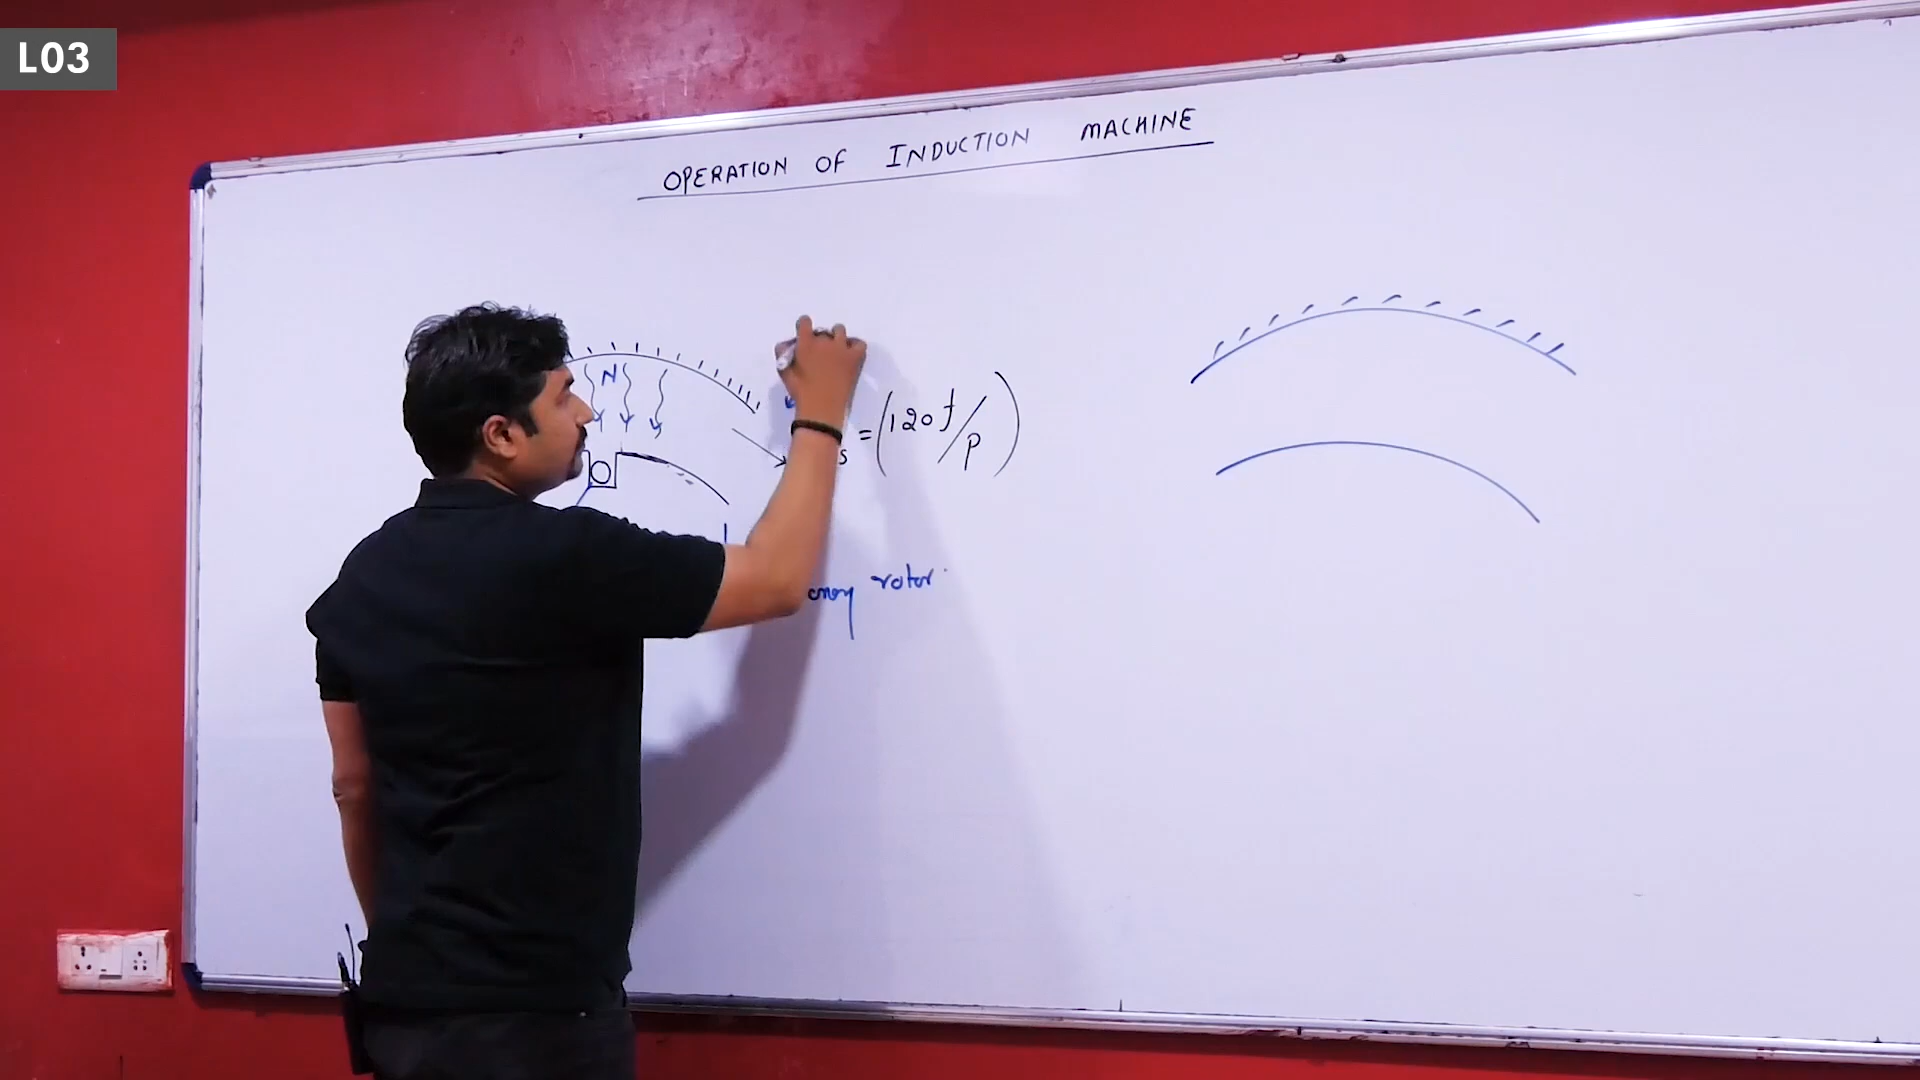 L03
OPERATION OF INDUCTION MACHINE
N
s = (120f/p)
rotor